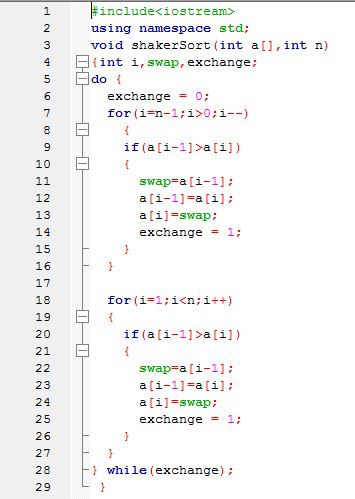 1 #include<iostream>
2 using namespace std;
3 void shakerSort(int a[],int n)
4 {int i,swap,exchange;
5 do {
6 exchange = 0;
7 for(i=n-1;i>0;i--)
8 {
9 if(a[i-1]>a[i])
10 {
11 swap=a[i-1];
12 a[i-1]=a[i];
13 a[i]=swap;
14 exchange = 1;
15 }
16 }
17
18 for(i=1;i<n;i++)
19 {
20 if(a[i-1]>a[i])
21 {
22 swap=a[i-1];
23 a[i-1]=a[i];
24 a[i]=swap;
25 exchange = 1;
26 }
27 }
28 } while(exchange);
29 }